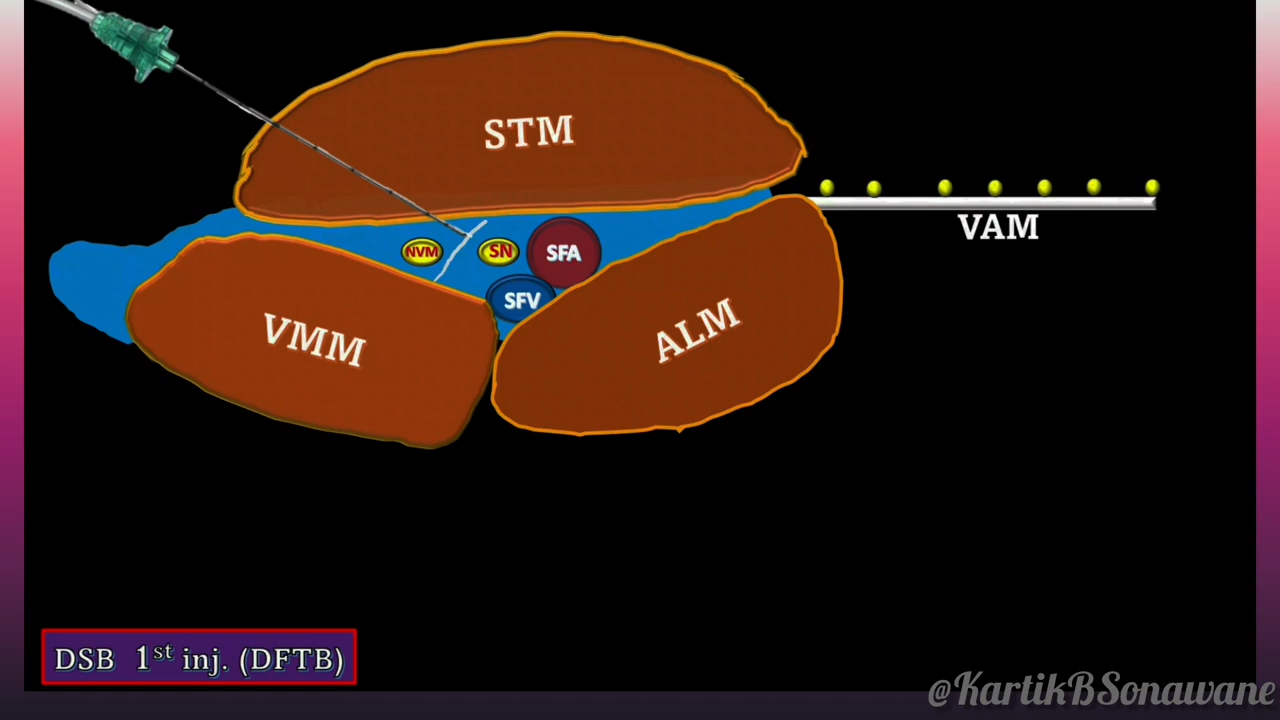 STM
VAM
NVM
SN
SFA
SFV
VMM
ALM
DSB 1st inj. (DFTB)
@KartikBSonawane